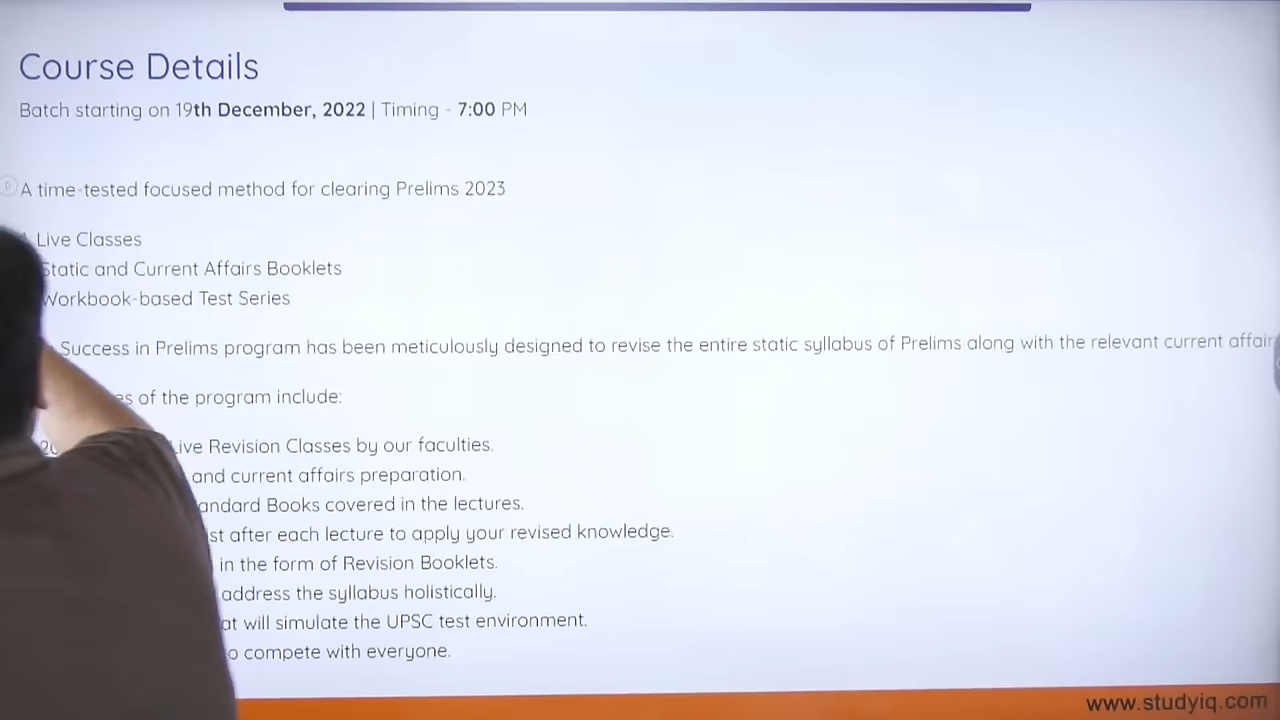 Course Details
Batch starting on 19th December, 2022 | Timing - 7:00 PM
A time-tested focused method for clearing Prelims 2023
Live Classes
Static and Current Affairs Booklets
Workbook-based Test Series
Success in Prelims program has been meticulously designed to revise the entire static syllabus of Prelims along with the relevant current
of the program include:
Live Revision Classes by our faculties.
and current affairs preparation.
Books covered in the lectures.
after each lecture to apply your revised knowledge.
in the form of Revision Booklets.
address the syllabus holistically.
will simulate the UPSC test environment.
compete with everyone.
www.studyiq.com